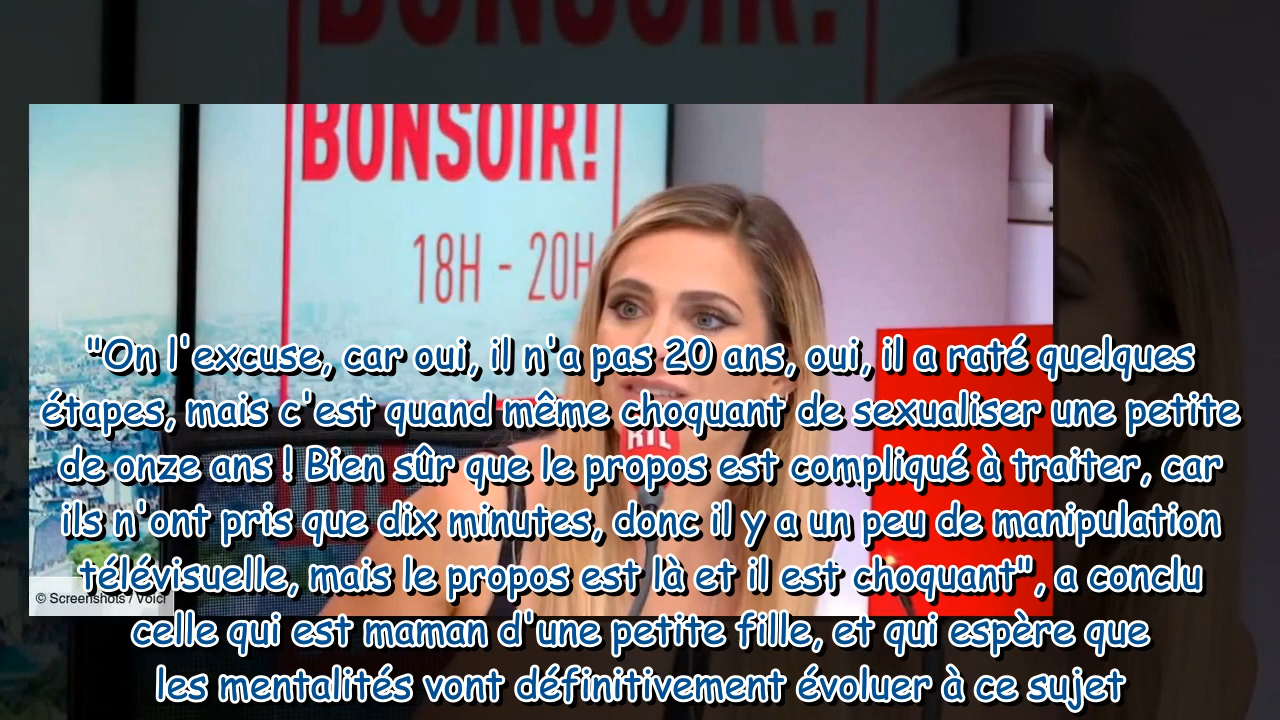 BONSOIR!
BONSOIR!
18H - 20H
RTL
"On l'excuse, car oui, il n'a pas 20 ans, oui, il a raté quelques
étapes, mais c'est quand même choquant de sexualiser une petite
de onze ans ! Bien sûr que le propos est compliqué à traiter, car
ils n'ont pris que dix minutes, donc il y a un peu de manipulation
télévisuelle, mais le propos est là et il est choquant", a conclu
© Screenshots / Voici
celle qui est maman d'une petite fille, et qui espère que
les mentalités vont définitivement évoluer à ce sujet